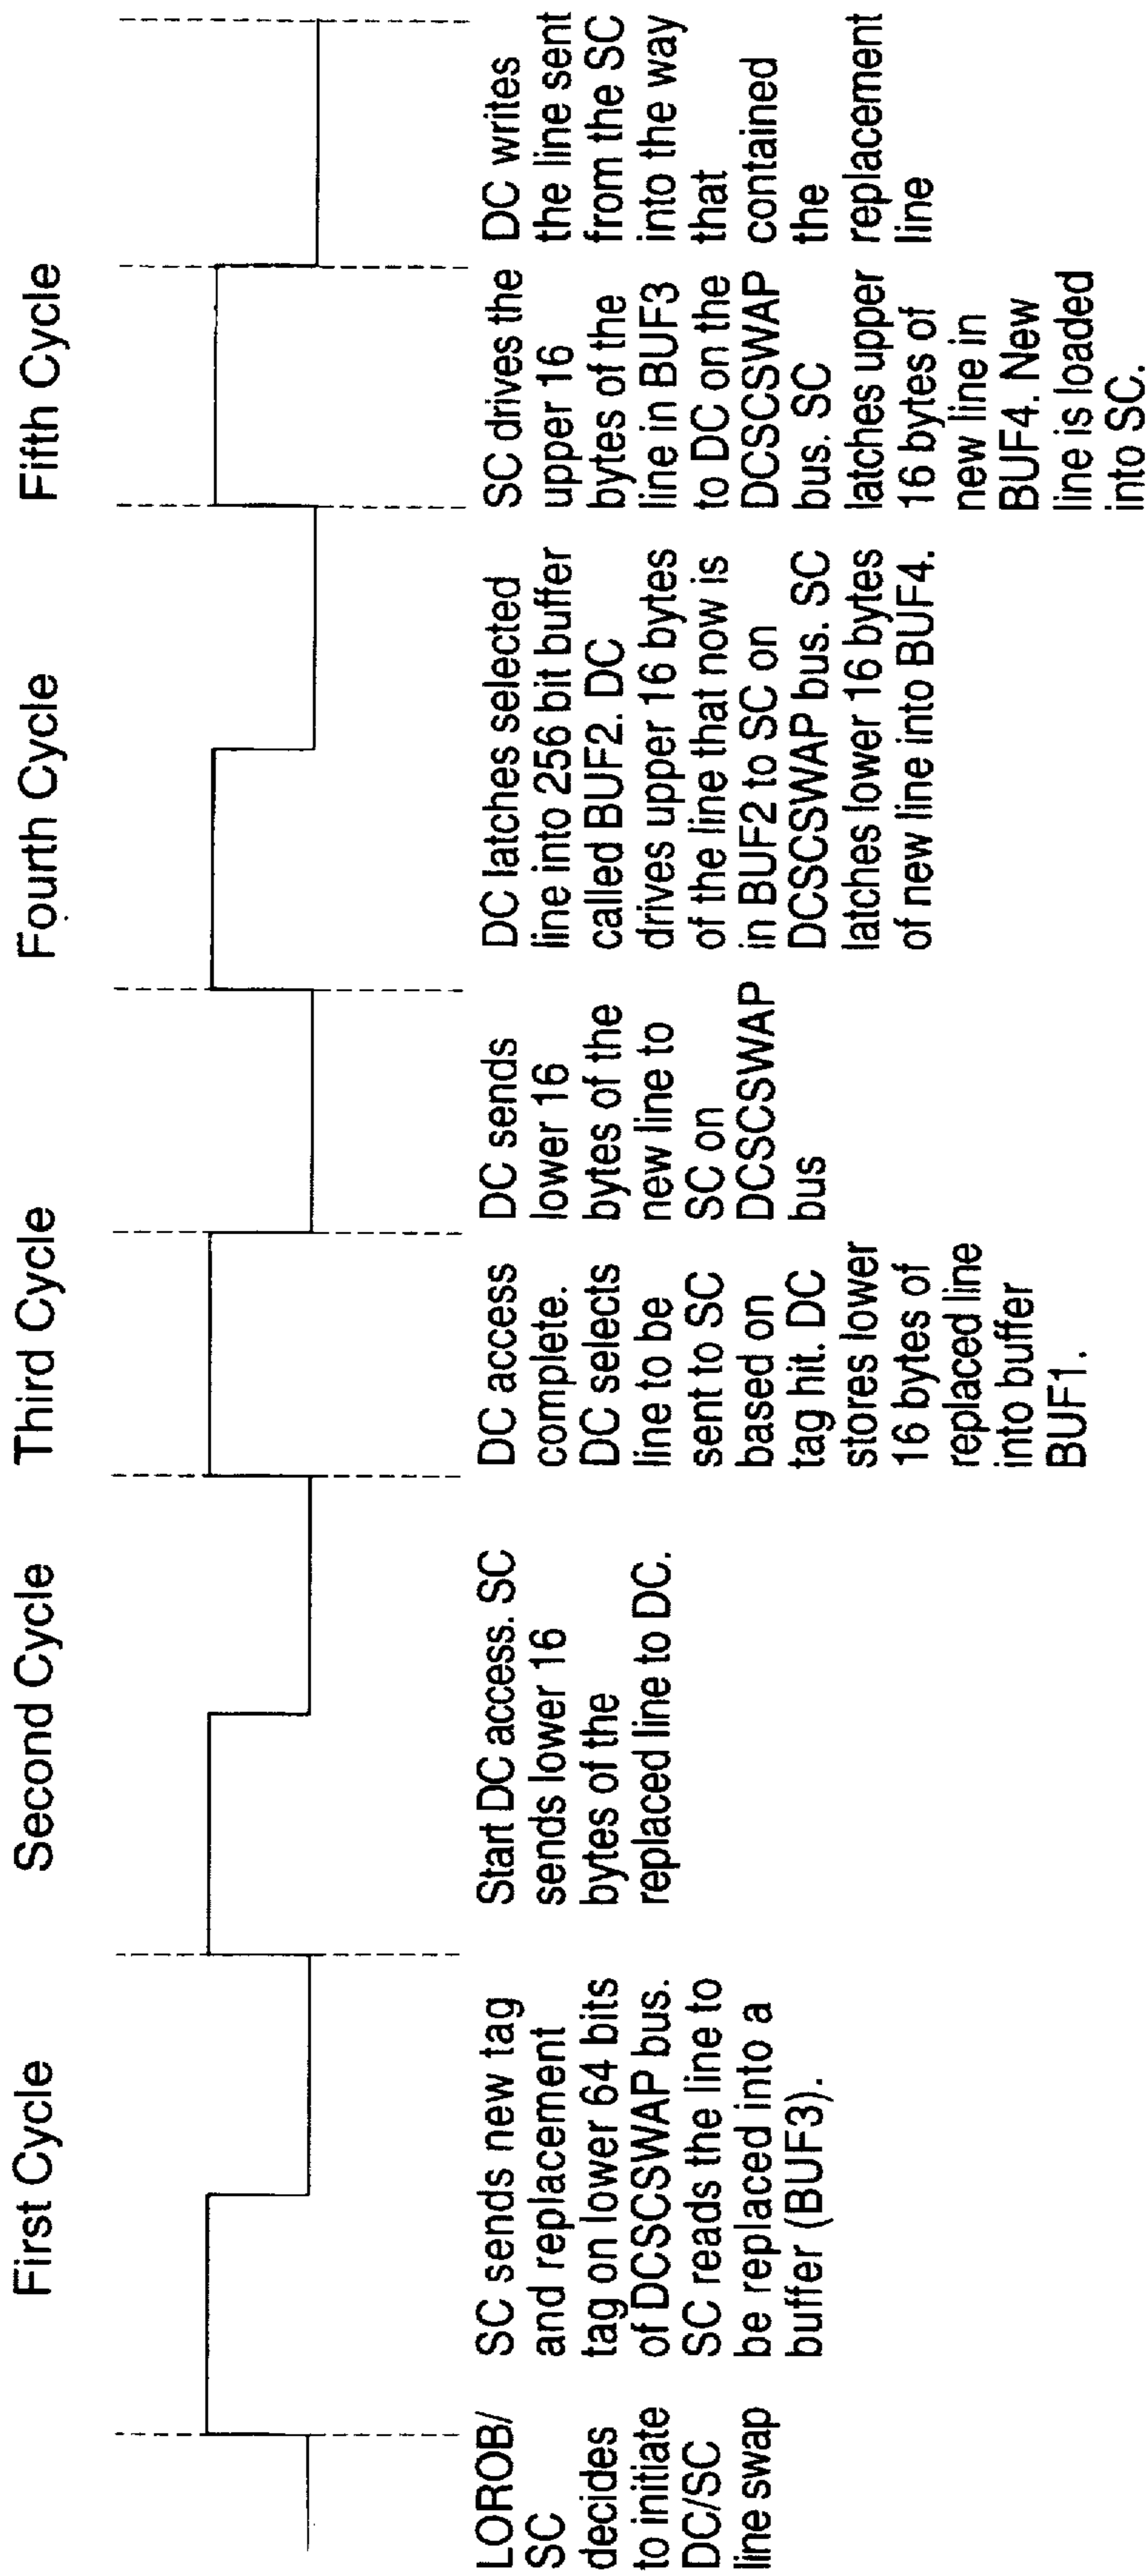 First Cycle
Second Cycle
Third Cycle
Fourth Cycle
Fifth Cycle
LOROB/
SC
decides
to initiate
DC/SC
line swap
SC sends new tag
and replacement
tag on lower 64 bits
of DCSCSWAP bus.
SC reads the line to
be replaced into a
buffer (BUF3).
Start DC access. SC
sends lower 16
bytes of the
replaced line to DC.
DC access
complete.
DC selects
line to be
sent to SC
based on
tag hit. DC
stores lower
16 bytes of
replaced line
into buffer
BUF1.
DC sends
lower 16
bytes of the
new line to
SC on
DCSCSWAP
bus
DC latches selected
line into 256 bit buffer
called BUF2. DC
drives upper 16 bytes
of the line that now is
in BUF2 to SC on
DCSCSWAP bus. SC
latches lower 16 bytes
of new line into BUF4.
SC drives the
upper 16
bytes of the
line in BUF3
to DC on the
DCSCSWAP
bus. SC
latches upper
16 bytes of
new line in
BUF4. New
line is loaded
into SC.
DC writes
the line sent
from the SC
into the way
that
contained
the
replacement
line